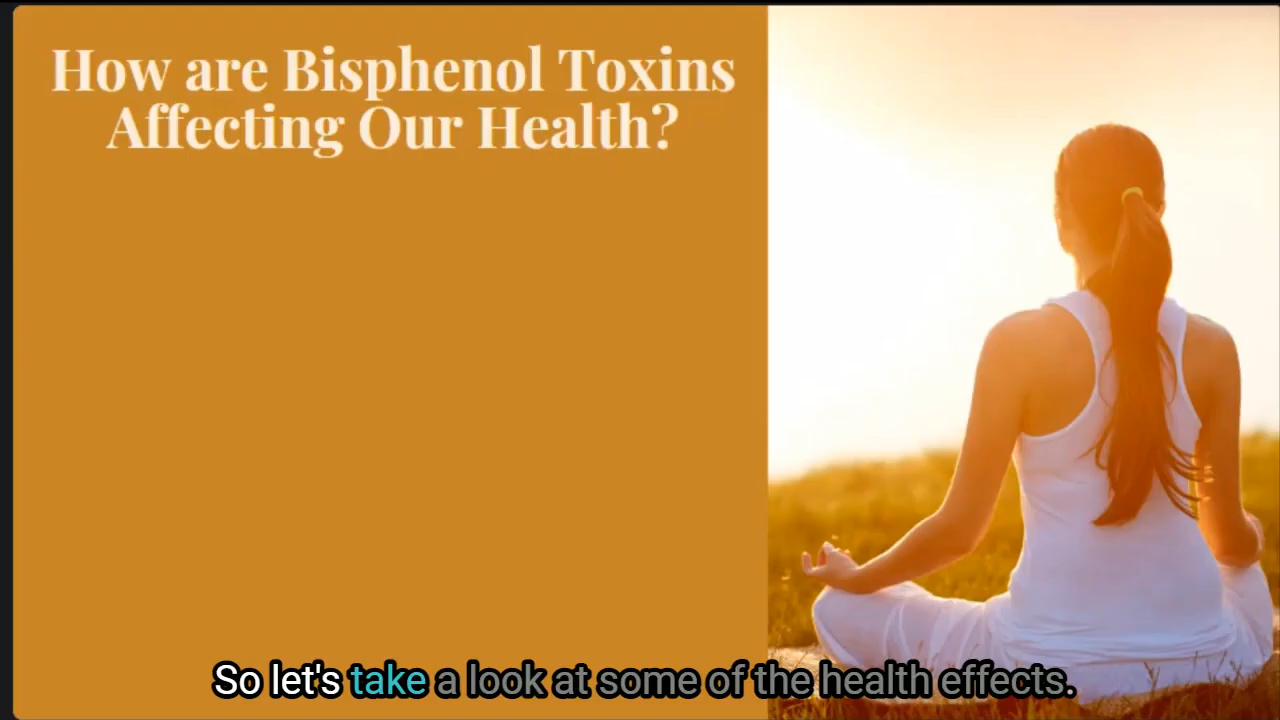 How are Bisphenol Toxins
Affecting Our Health?
So let's take a look at some of the health effects.